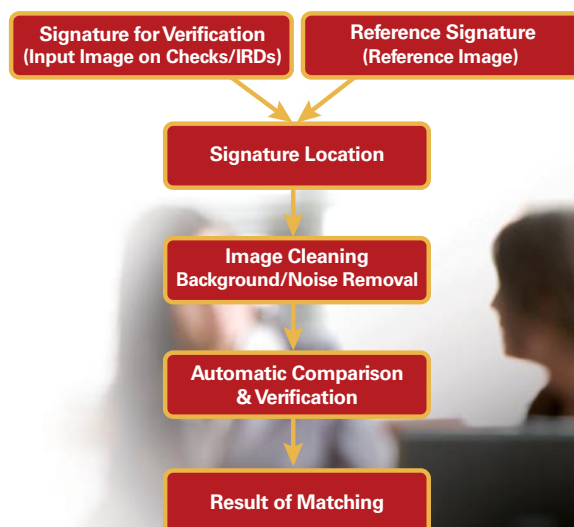 Signature for Verification
(Input Image on Checks/IRDs)
Reference Signature
(Reference Image)
Signature Location
Image Cleaning
Background/Noise Removal
Automatic Comparison
& Verification
Result of Matching